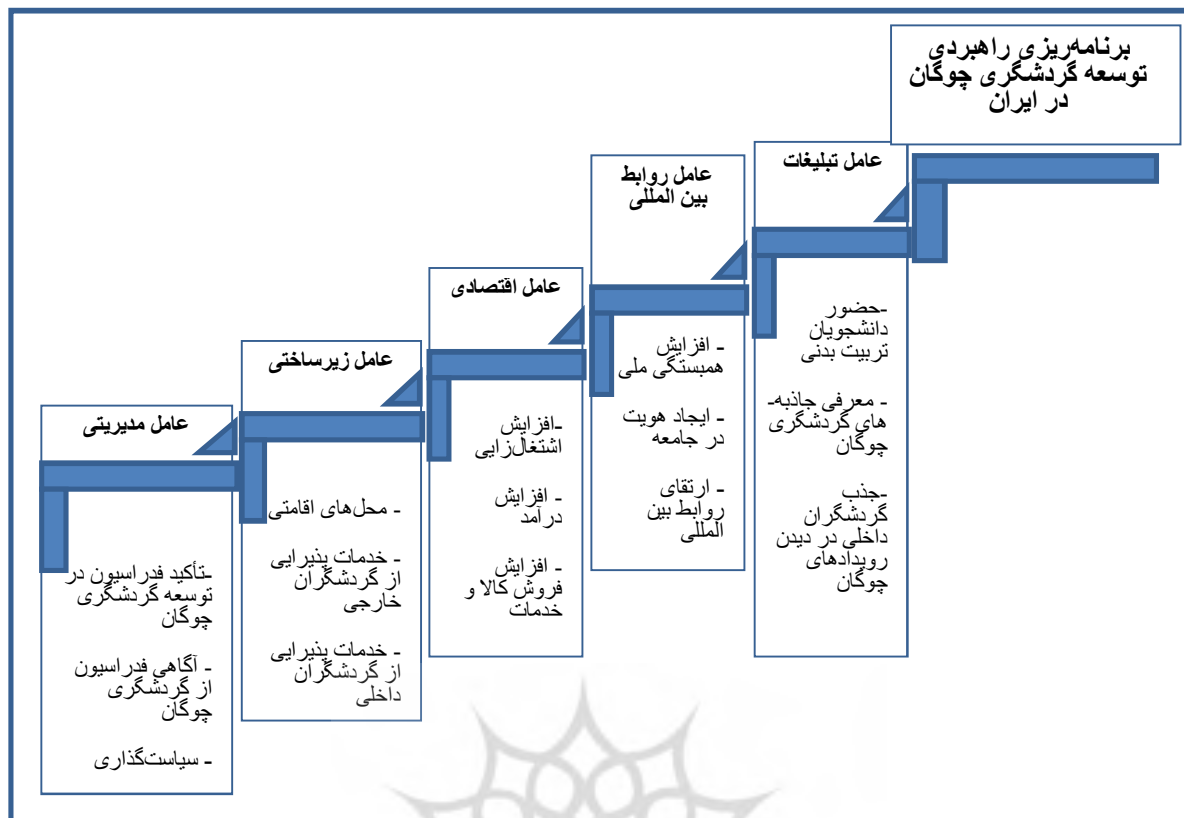 برنامه‌ریزی راهبردی
توسعه گردشگری چوگان
در ایران
عامل تبلیغات
-حضور
دانشجویان
تربیت بدنی
- معرفی جاذبه-
های گردشگری
چوگان
-جذب
گردشگران
داخلی در دیدن
رویدادهای
چوگان
عامل روابط
بین المللی
- افزایش
همبستگی ملی
- ایجاد هویت
در جامعه
- ارتقای
روابط بین
المللی
عامل اقتصادی
-افزایش
اشتغال‌زایی
- افزایش
درآمد
- افزایش
فروش کالا و
خدمات
عامل زیرساختی
- محل‌های اقامتی
- خدمات پذیرایی
از گردشگران
خارجی
- خدمات پذیرایی
از گردشگران
داخلی
عامل مدیریتی
-تأکید فدراسیون در
توسعه گردشگری
چوگان
- آگاهی فدراسیون
از گردشگری
چوگان
- سیاست‌گذاری